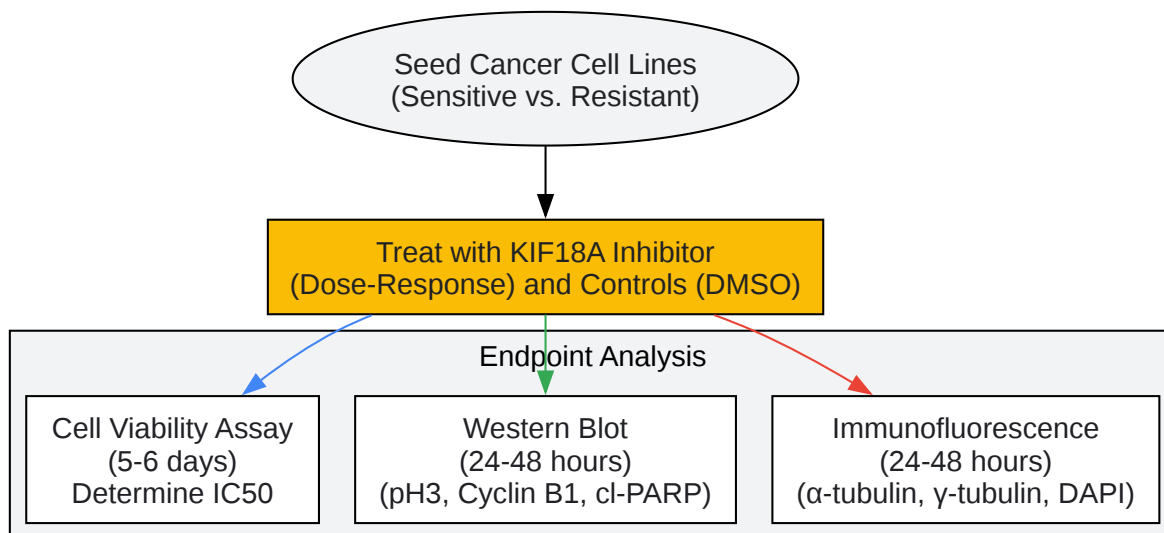 Seed Cancer Cell Lines
(Sensitive vs. Resistant)
Treat with KIF18A Inhibitor
(Dose-Response) and Controls (DMSO)
Endpoint Analysis
Cell Viability Assay
(5-6 days)
Determine IC50
Western Blot
(24-48 hours)
(pH3, Cyclin B1, cl-PARP)
Immunofluorescence
(24-48 hours)
(α-tubulin, γ-tubulin, DAPI)